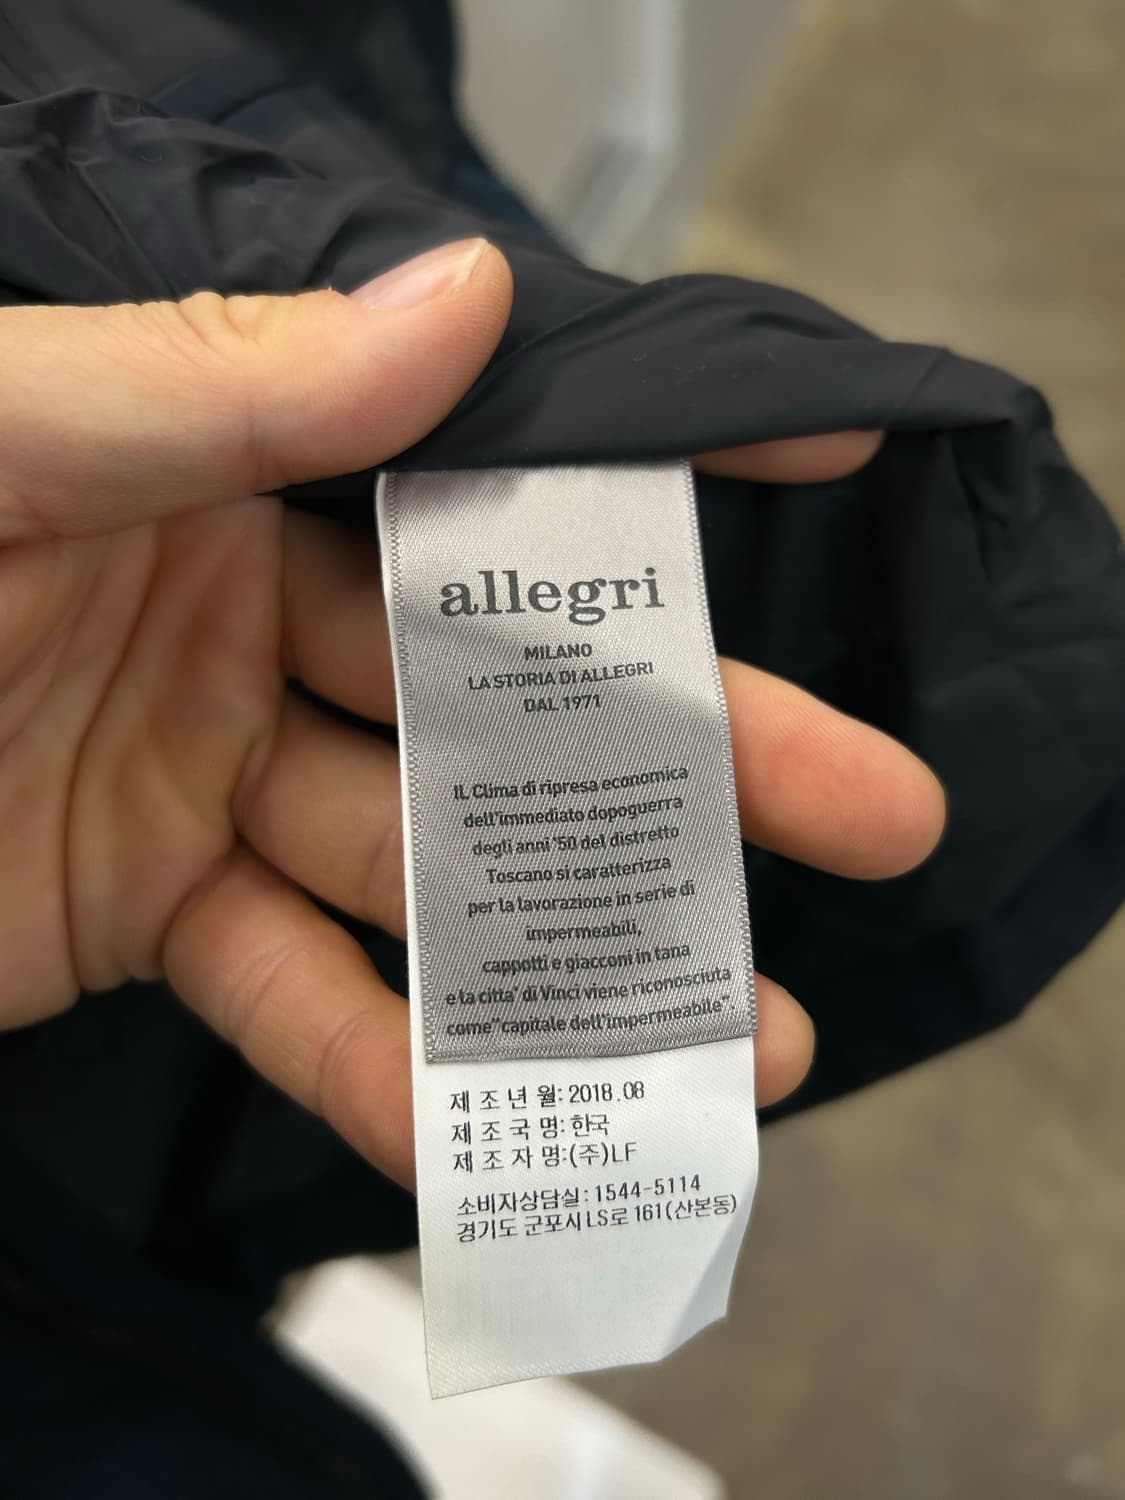 allegri
MILANO
LA STORIA DI ALLEGRI
DAL 1971
IL Clima di ripresa economica
dell'immediato dopoguerra
degli anni '50 del distretto
Toscano si caratterizza
per la lavorazione in serie di
impermeabili,
cappotti e giacconi in tana
e la citta' di Vinci viene riconosciuta
come"capitale dell'impermeabile"
제 조 년 월: 2018.08
제 조 국 명: 한국
제 조 자 명:(주)LF
소비자상담실: 1544-5114
경기도 군포시 LS로 161(산본동)